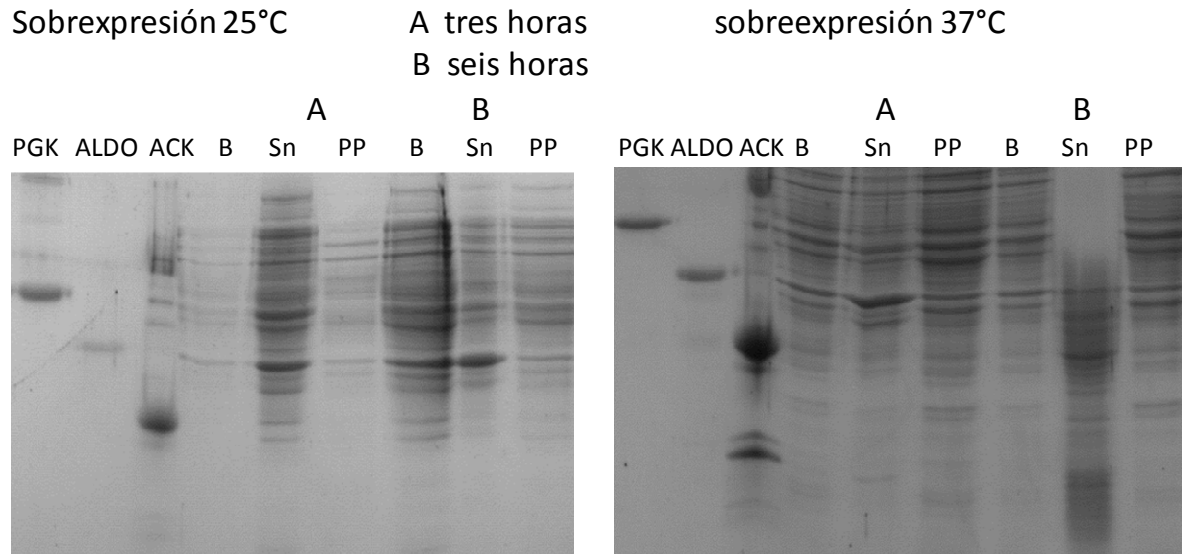 Sobrexpresión 25°C A tres horas sobreexpresión 37°C
B seis horas
A B A B
PGK ALDO ACK B Sn PP B Sn PP PGK ALDO ACK B Sn PP B Sn PP